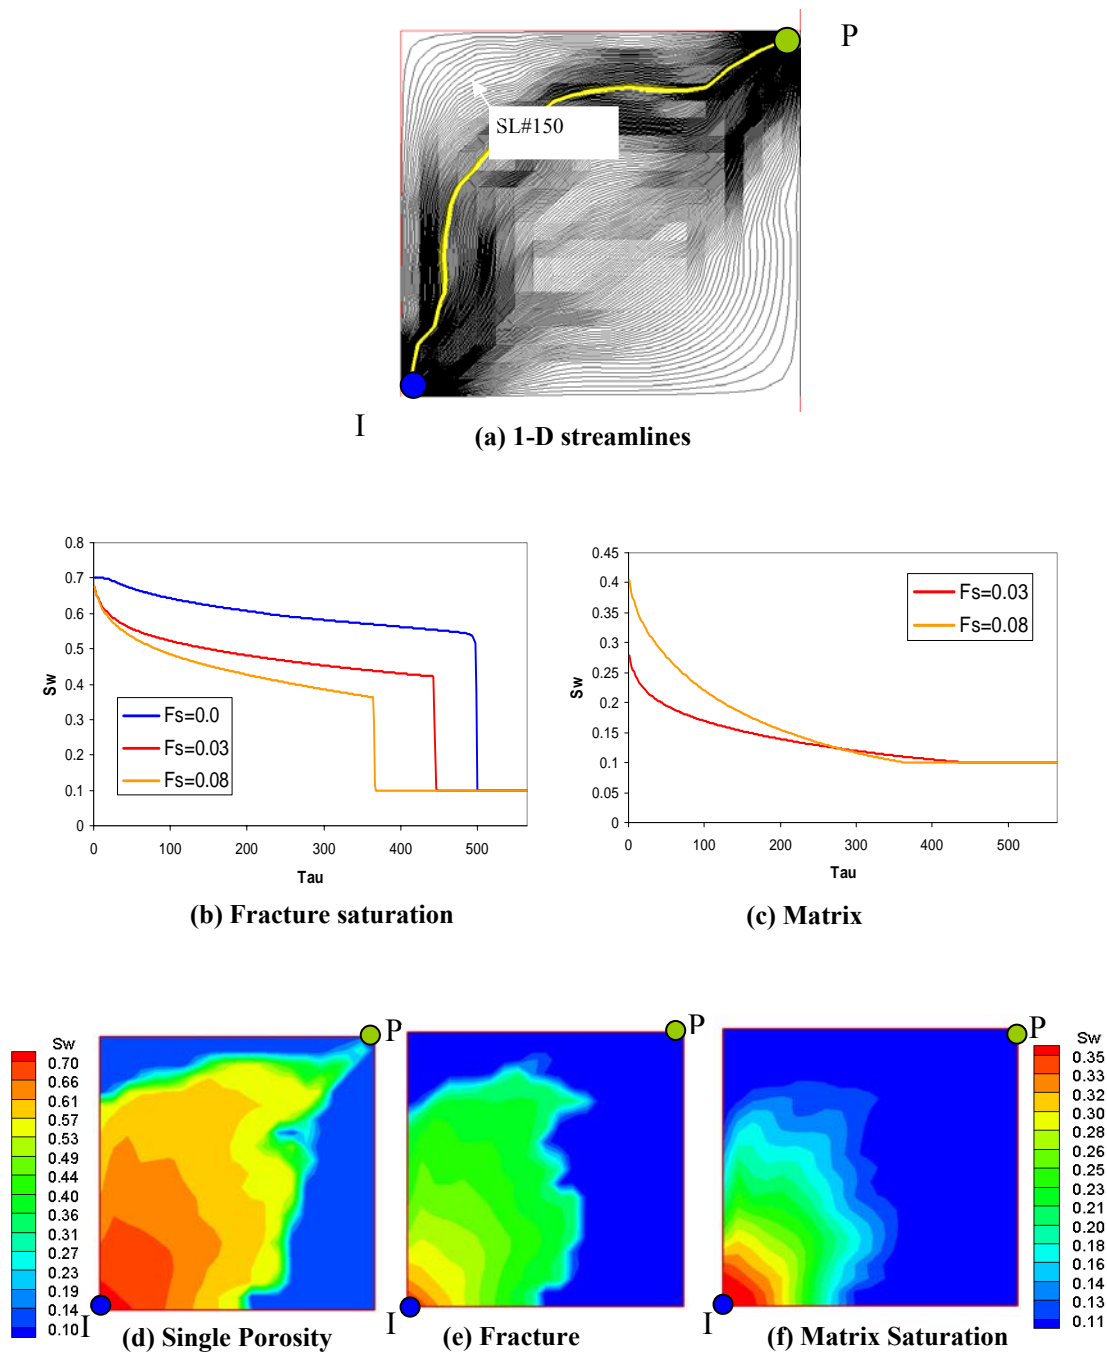 P
SL#150
I
(a) 1-D streamlines
0.8
0.7
0.6
0.5
0.4
0.3
0.2
0.1
0
Sw
Fs=0.0
Fs=0.03
Fs=0.08
0 100 200 300 400 500
Tau
(b) Fracture saturation
0.45
0.4
0.35
0.3
0.25
0.2
0.15
0.1
0.05
0
Sw
Fs=0.03
Fs=0.08
0 100 200 300 400 500
Tau
(c) Matrix
Sw
0.70
0.66
0.61
0.57
0.53
0.49
0.44
0.40
0.36
0.31
0.27
0.23
0.19
0.14
0.10
P
I
(d) Single Porosity
P
I
(e) Fracture
P
I
(f) Matrix Saturation
Sw
0.35
0.33
0.32
0.30
0.28
0.26
0.25
0.23
0.21
0.20
0.18
0.16
0.14
0.13
0.11